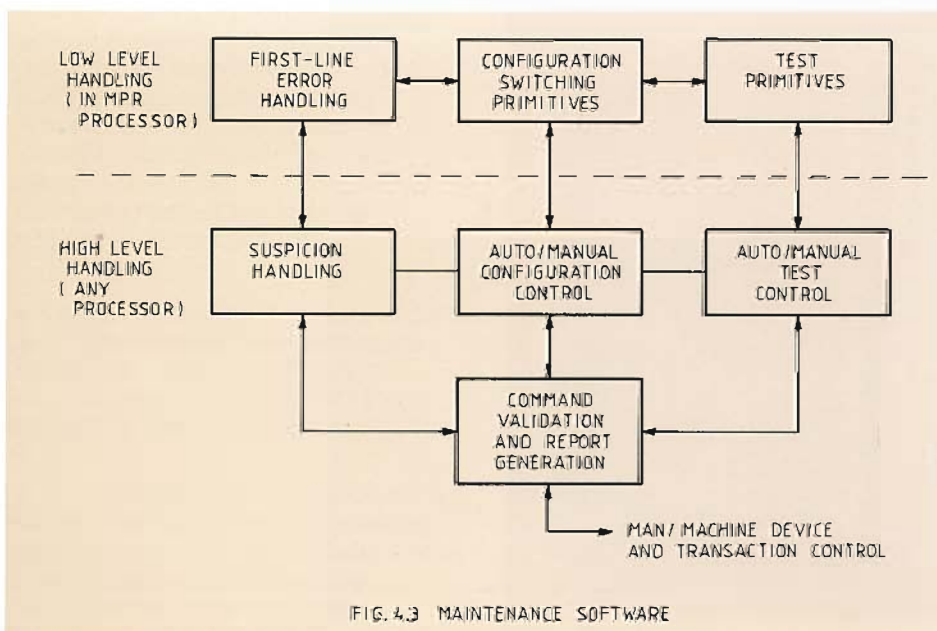 LOW LEVEL
HANDLING
( IN MPR
PROCESSOR)
FIRST-LINE
ERROR
HANDLING
CONFIGURATION
SWITCHING
PRIMITIVES
TEST
PRIMITIVES
HIGH LEVEL
HANDLING
( ANY
PROCESSOR)
SUSPICION
HANDLING
AUTO/MANUAL
CONFIGURATION
CONTROL
AUTO/MANUAL
TEST
CONTROL
COMMAND
VALIDATION
AND REPORT
GENERATION
MAN/MACHINE DEVICE
AND TRANSACTION CONTROL
FIG. 4.3 MAINTENANCE SOFTWARE